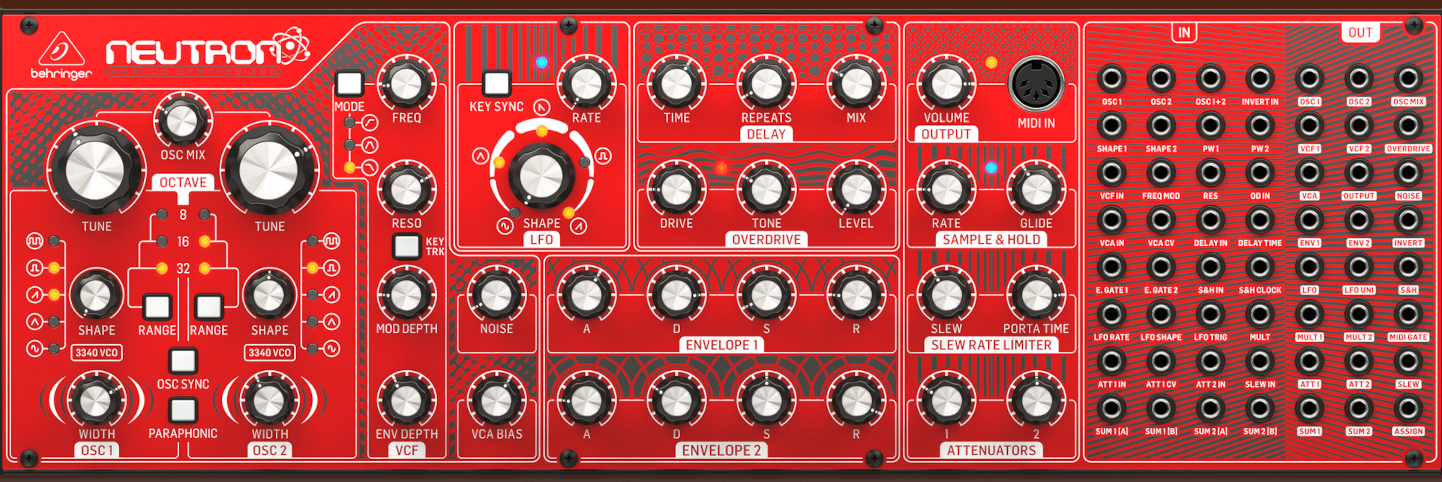 behringer
NEUTRON
OSC MIX
TUNE
OCTAVE
TUNE
8
16
32
SHAPE
RANGE
RANGE
SHAPE
3340 VCO
3340 VCO
OSC SYNC
PARAPHONIC
WIDTH
OSC 1
WIDTH
OSC 2
MODE
FREQ
RESO
KEY
TRK
MOD DEPTH
ENV DEPTH
VCF
KEY SYNC
RATE
SHAPE
LFO
NOISE
VCA BIAS
TIME
REPEATS
MIX
DELAY
DRIVE
TONE
LEVEL
OVERDRIVE
A
D
S
R
ENVELOPE 1
A
D
S
R
ENVELOPE 2
VOLUME
OUTPUT
MIDI IN
RATE
GLIDE
SAMPLE & HOLD
SLEW
PORTA TIME
SLEW RATE LIMITER
1
2
ATTENUATORS
IN
OUT
OSC 1 OSC 2 OSC 1+2 INVERT IN OSC 1 OSC 2 OSC MIX
SHAPE 1 SHAPE 2 PW 1 PW 2 VCF 1 VCF 2 OVERDRIVE
VCF IN FREQ MOD RES OD IN VCA OUTPUT NOISE
VCA IN VCA CV DELAY IN DELAY TIME ENV 1 ENV 2 INVERT
E. GATE 1 E. GATE 2 S&H IN S&H CLOCK LFO LFO UNI S&H
LFO RATE LFO SHAPE LFO TRIG MULT MULT 1 MULT 2 MIDI GATE
ATT 1 IN ATT 1 CV ATT 2 IN SLEW IN ATT 1 ATT 2 SLEW
SUM 1 [A] SUM 1 [B] SUM 2 [A] SUM 2 [B] SUM 1 SUM 2 ASSIGN